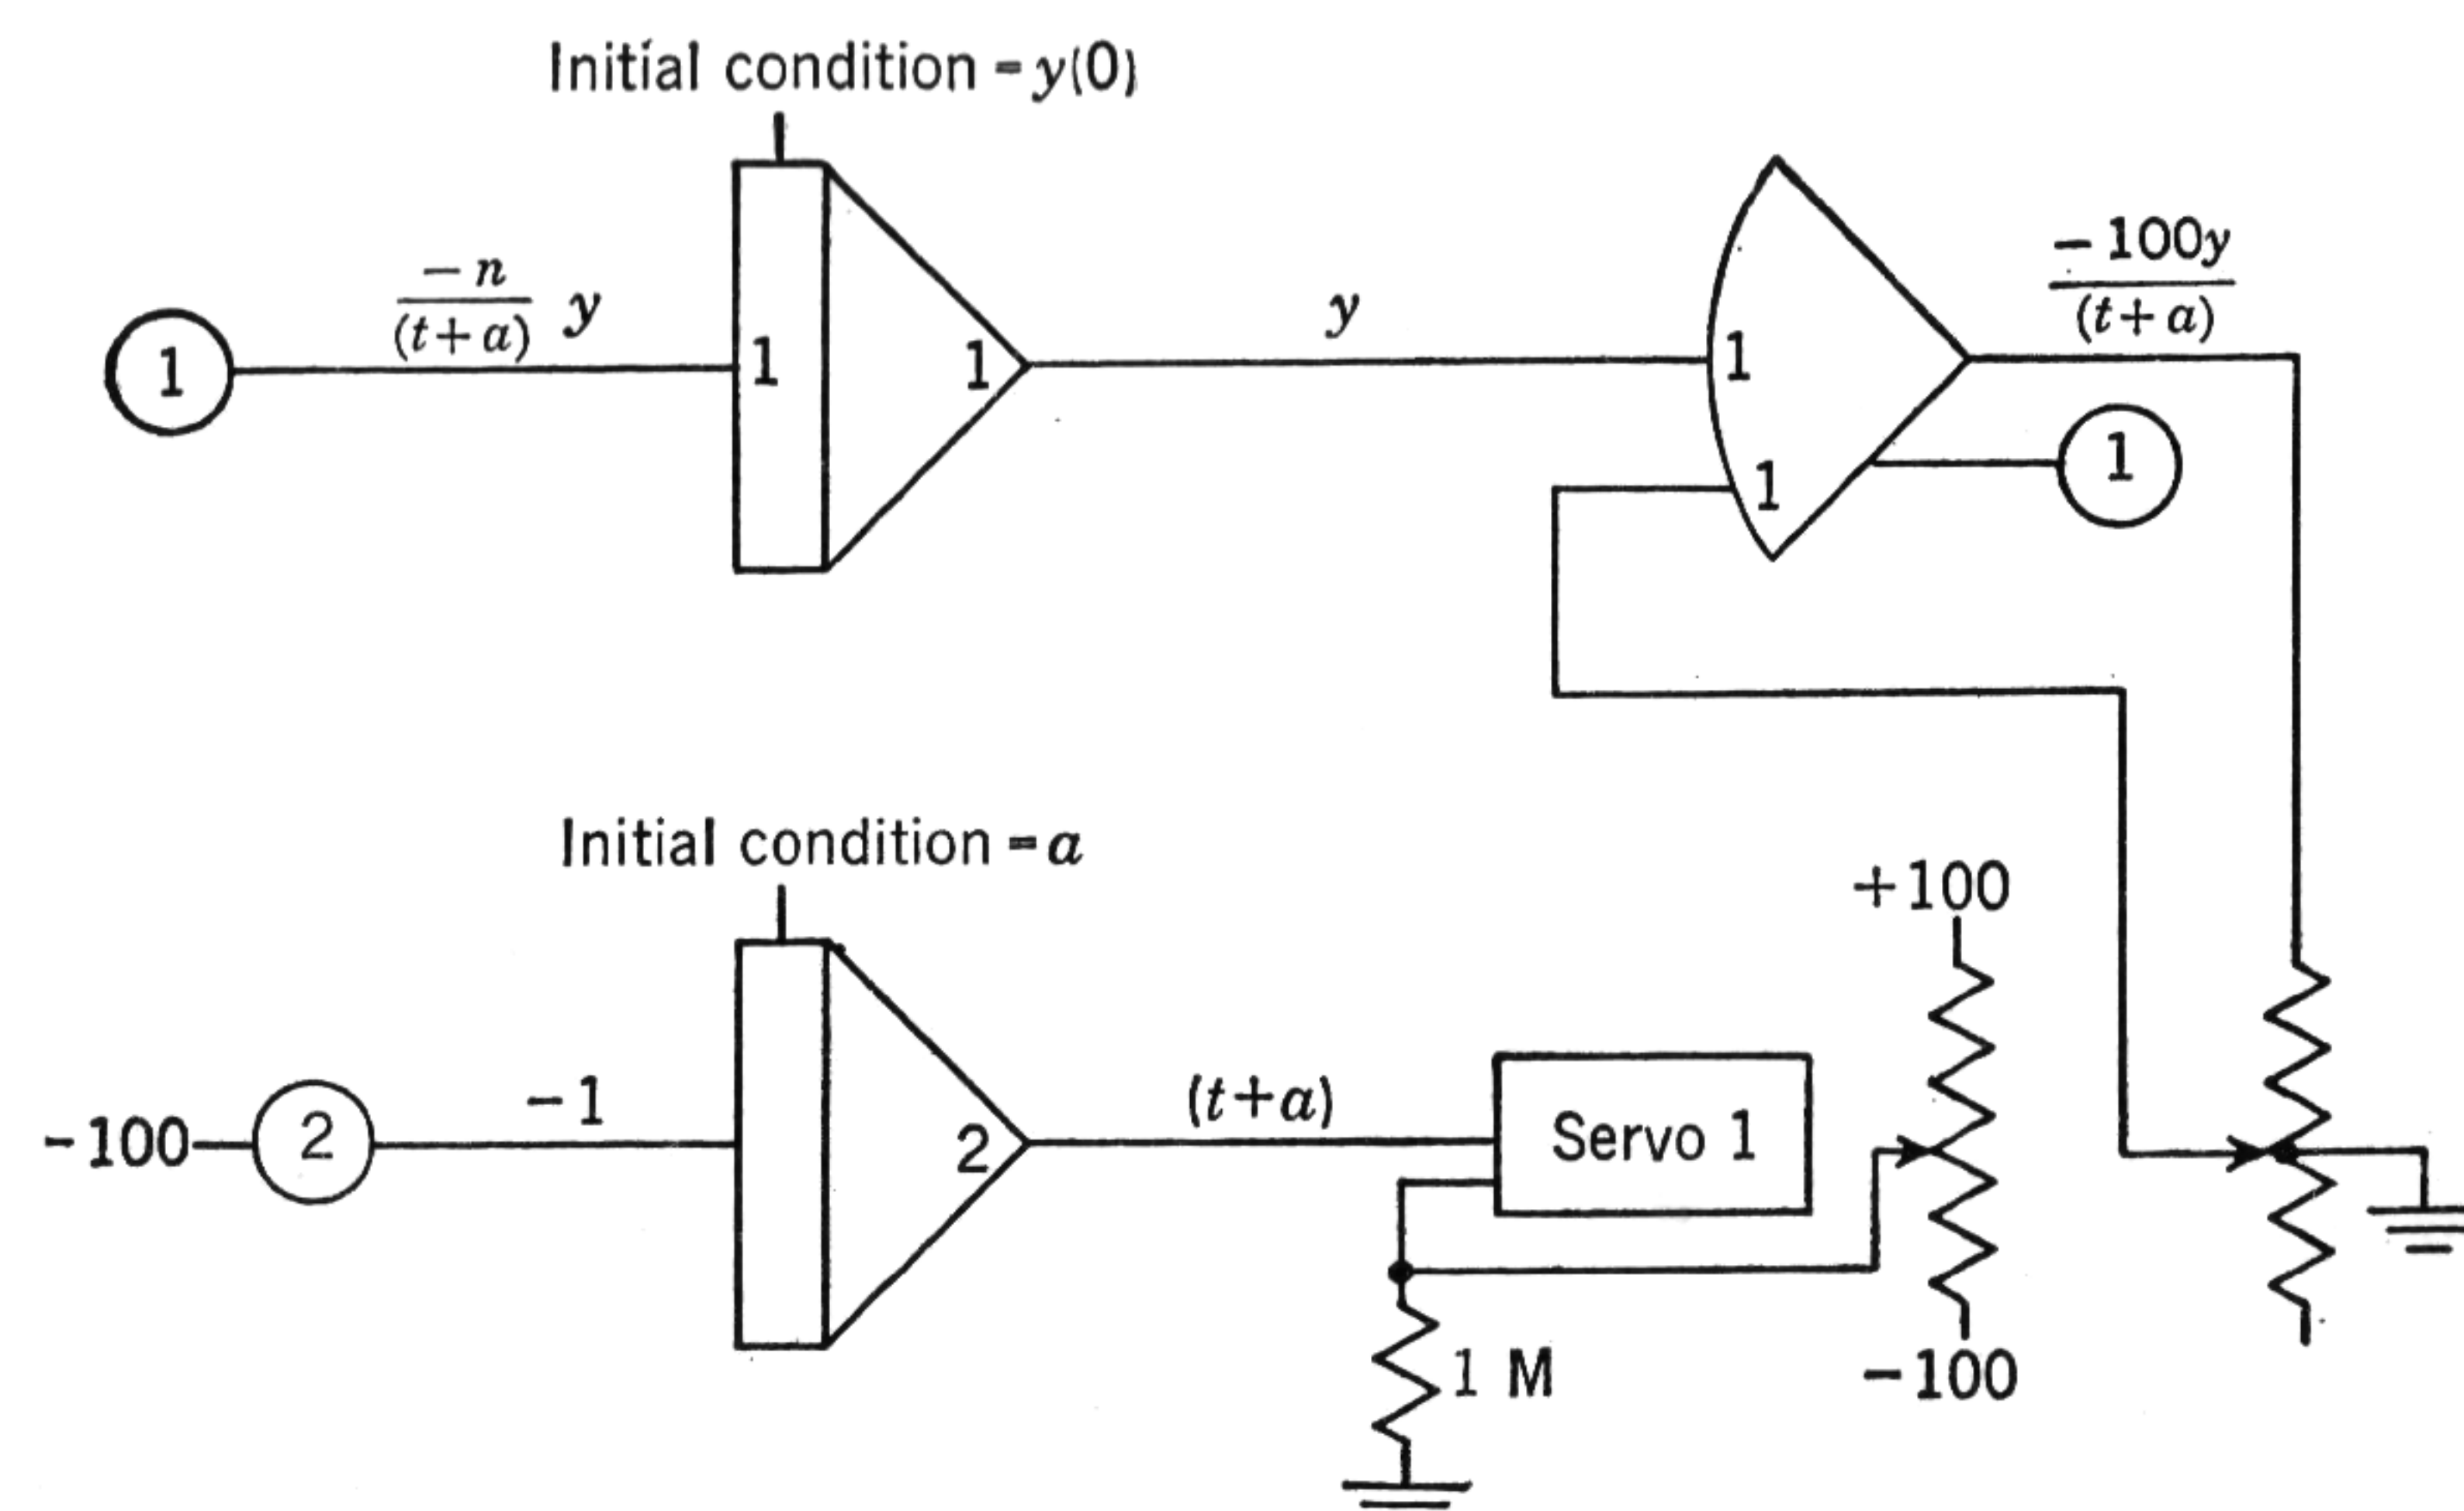 Initial condition = y(0)
1
-n
(t+a)
y
1
1
y
1
1
-100y
(t+a)
1
Initial condition = a
-100
2
-1
2
(t+a)
Servo 1
+100
-100
1 M